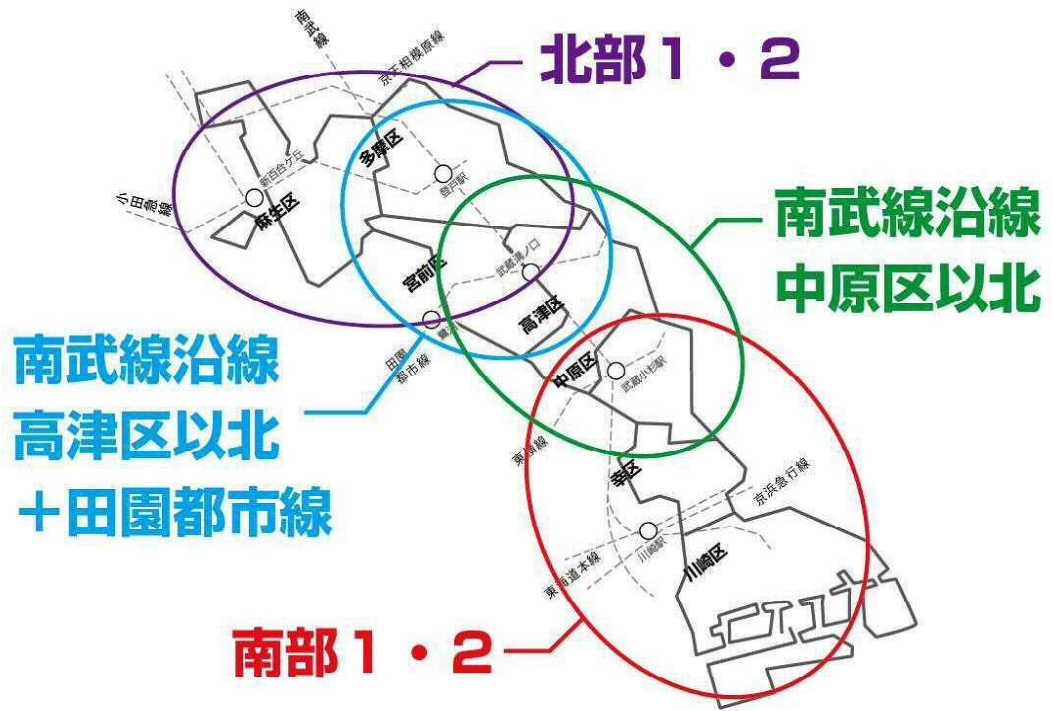 南武線
京王相模原線
北部1・2
多摩区
新百合ケ丘
登戸駅
小田急線
麻生区
南武線沿線
中原区以北
武蔵溝ノ口
宮前区
高津区
田園都市線
南武線沿線
高津区以北
＋田園都市線
中原区
武蔵小杉駅
東横線
幸区
京浜急行線
川崎駅
川崎区
東海道本線
南部1・2